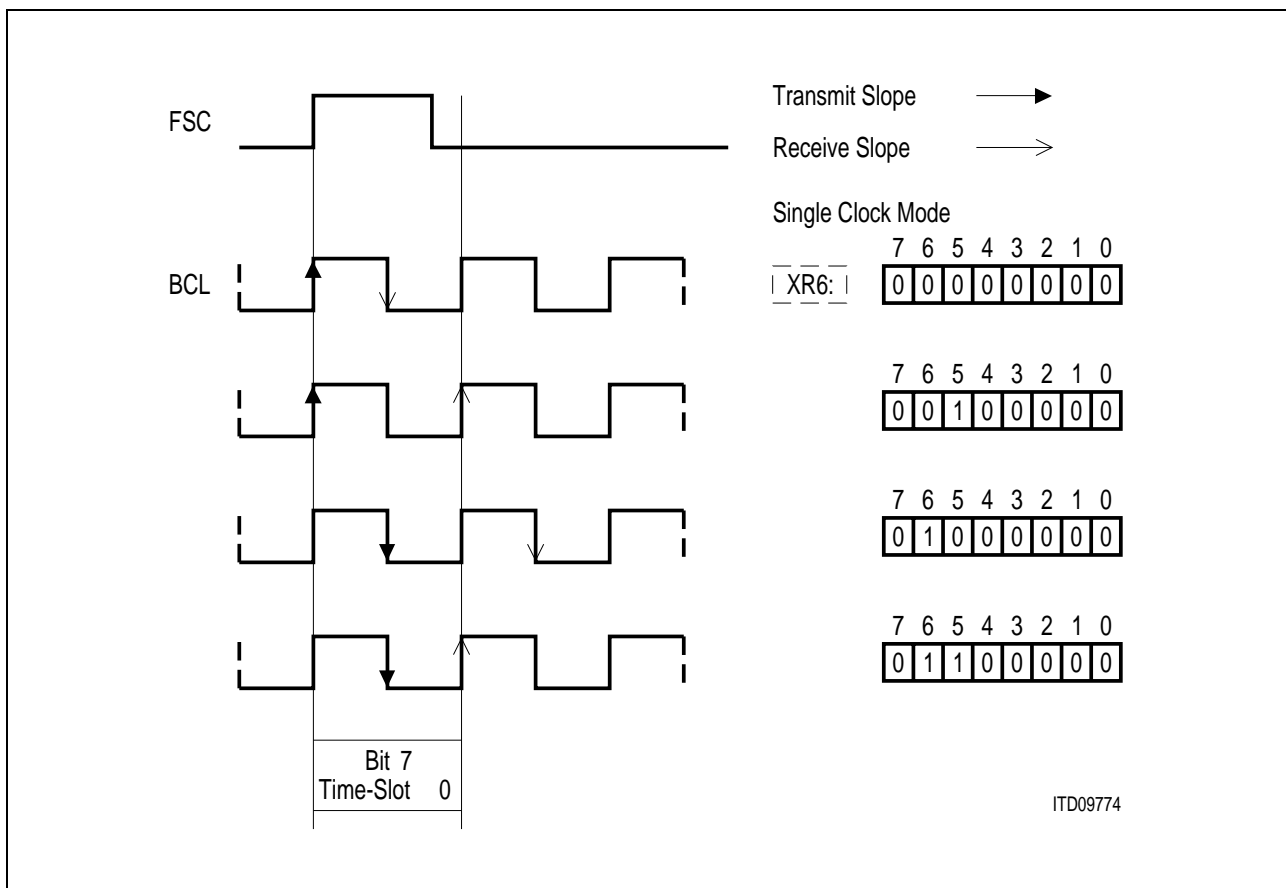 FSC
Transmit Slope
Receive Slope
Single Clock Mode
7 6 5 4 3 2 1 0
BCL
XR6: 0 0 0 0 0 0 0 0
7 6 5 4 3 2 1 0
0 0 1 0 0 0 0 0
7 6 5 4 3 2 1 0
0 1 0 0 0 0 0 0
7 6 5 4 3 2 1 0
0 1 1 0 0 0 0 0
Bit 7
Time-Slot 0
ITD09774